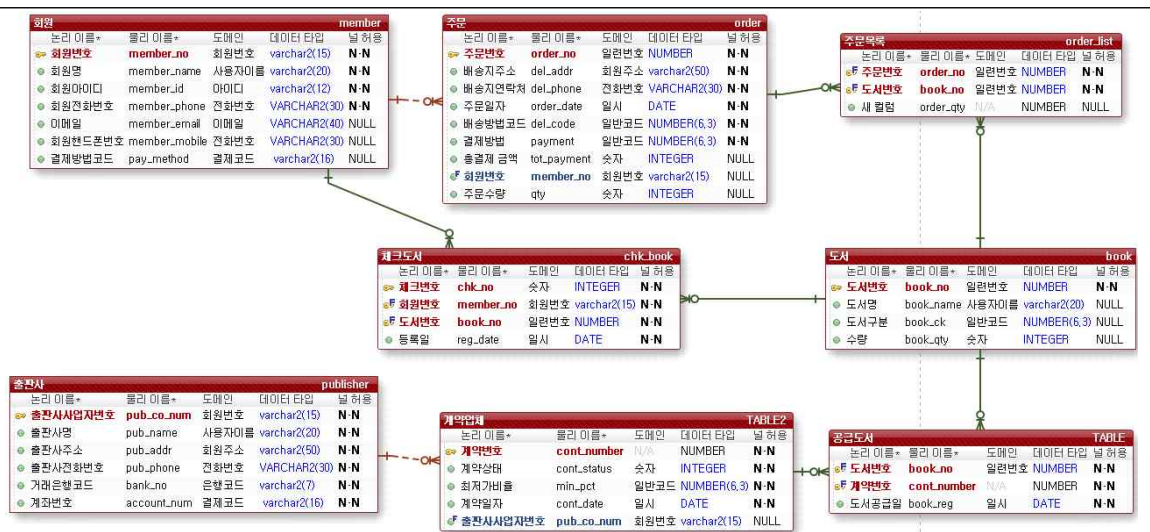 회원 member
논리 이름* 물리 이름* 도메인 데이터 타입 널 허용
회원번호 member_no 회원번호 varchar2(15) N-N
회원명 member_name 사용자이름 varchar2(20) N-N
회원아이디 member_id 아이디 varchar2(12) N-N
회원전화번호 member_phone 전화번호 VARCHAR2(30) N-N
이메일 member_email 이메일 VARCHAR2(40) NULL
회원핸드폰번호 member_mobile 전화번호 VARCHAR2(30) NULL
결제방법코드 pay_method 결제코드 varchar2(16) NULL
주문 order
논리 이름* 물리 이름* 도메인 데이터 타입 널 허용
주문번호 order_no 일련번호 NUMBER N-N
배송지주소 del_addr 회원주소 varchar2(50) N-N
배송지연락처 del_phone 전화번호 VARCHAR2(30) N-N
주문일자 order_date 일시 DATE N-N
배송방법코드 del_code 일반코드 NUMBER(6,3) N-N
결제방법 payment 일반코드 NUMBER(6,3) N-N
총결제 금액 tot_payment 숫자 INTEGER NULL
회원번호 member_no 회원번호 varchar2(15) NULL
주문수량 qty 숫자 INTEGER NULL
주문목록 order_list
논리 이름* 물리 이름* 도메인 데이터 타입 널 허용
주문번호 order_no 일련번호 NUMBER N-N
도서번호 book_no 일련번호 NUMBER N-N
새 컬럼 order_qty N/A NUMBER NULL
체크도서 chk_book
논리 이름* 물리 이름* 도메인 데이터 타입 널 허용
체크번호 chk_no 숫자 INTEGER N-N
회원번호 member_no 회원번호 varchar2(15) N-N
도서번호 book_no 일련번호 NUMBER N-N
등록일 reg_date 일시 DATE N-N
도서 book
논리 이름* 물리 이름* 도메인 데이터 타입 널 허용
도서번호 book_no 일련번호 NUMBER N-N
도서명 book_name 사용자이름 varchar2(20) NULL
도서구분 book_ck 일반코드 NUMBER(6,3) NULL
수량 book_qty 숫자 INTEGER NULL
출판사 publisher
논리 이름* 물리 이름* 도메인 데이터 타입 널 허용
출판사사업자번호 pub_co_num 회원번호 varchar2(15) N-N
출판사명 pub_name 사용자이름 varchar2(20) N-N
출판사주소 pub_addr 회원주소 varchar2(50) N-N
출판사전화번호 pub_phone 전화번호 VARCHAR2(30) N-N
거래은행코드 bank_no 은행코드 varchar2(7) N-N
계좌번호 account_num 결제코드 varchar2(16) N-N
계약업체 TABLE2
논리 이름* 물리 이름* 도메인 데이터 타입 널 허용
계약번호 cont_number N/A NUMBER N-N
계약상태 cont_status 숫자 INTEGER N-N
최저가비율 min_pct 일반코드 NUMBER(6,3) N-N
계약일자 cont_date 일시 DATE N-N
출판사사업자번호 pub_co_num 회원번호 varchar2(15) NULL
공급도서 TABLE
논리 이름* 물리 이름* 도메인 데이터 타입 널 허용
도서번호 book_no 일련번호 NUMBER N-N
계약번호 cont_number N/A NUMBER N-N
도서공급일 book_reg 일시 DATE N-N